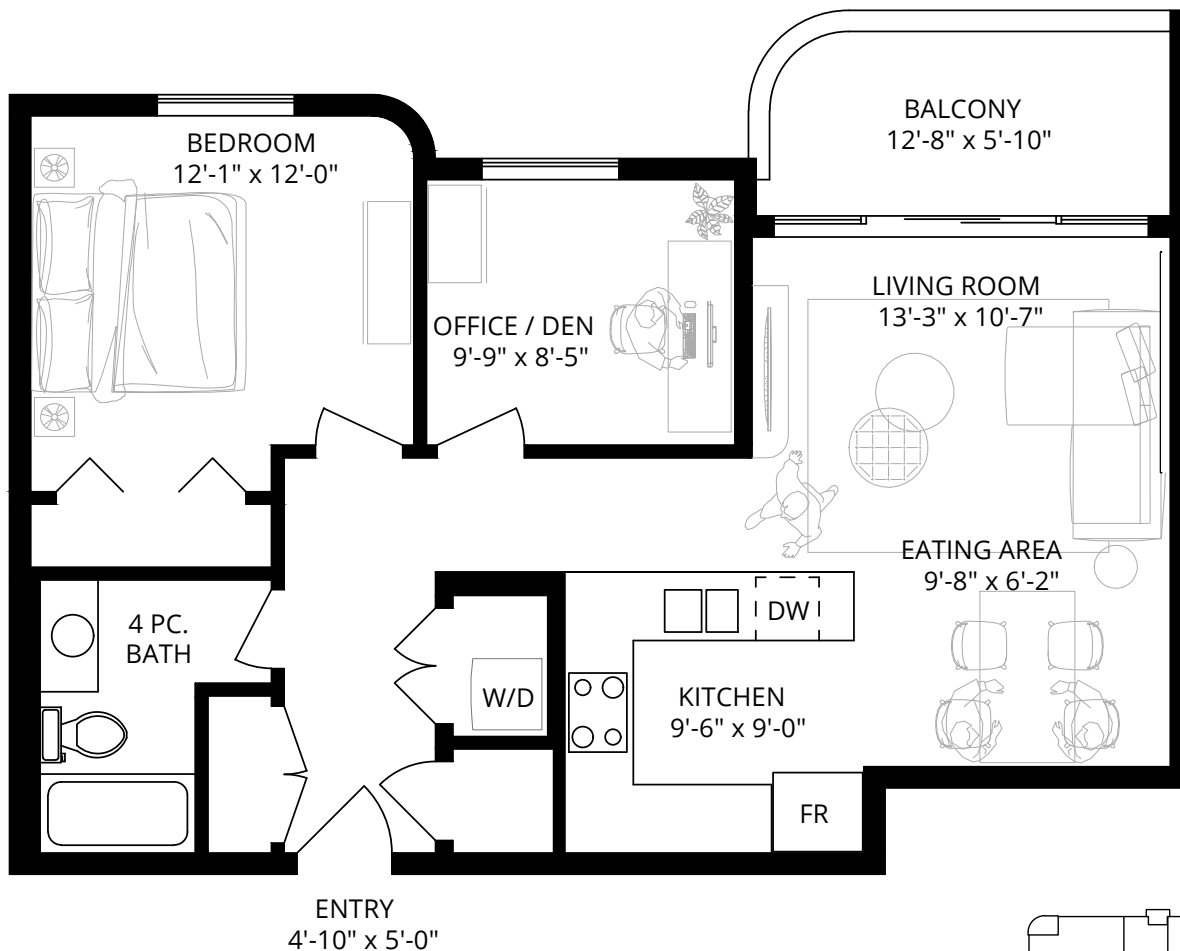 BALCONY
12'-8" x 5'-10"
BEDROOM
12'-1" x 12'-0"
LIVING ROOM
13'-3" x 10'-7"
OFFICE / DEN
9'-9" x 8'-5"
EATING AREA
9'-8" x 6'-2"
4 PC.
BATH
DW
W/D
KITCHEN
9'-6" x 9'-0"
FR
ENTRY
4'-10" x 5'-0"